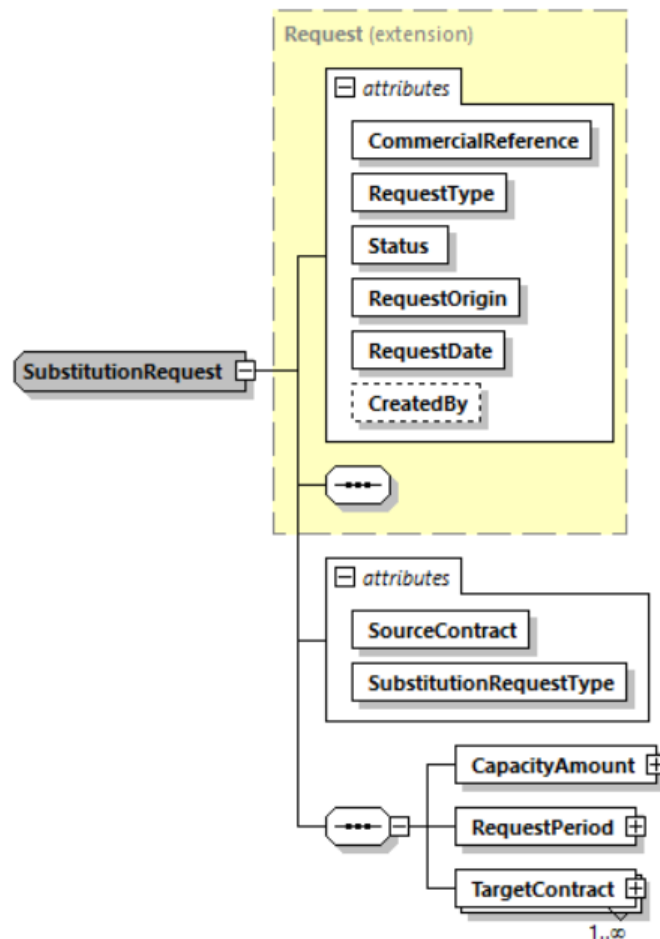 Request (extension)
attributes
CommercialReference
RequestType
Status
RequestOrigin
RequestDate
CreatedBy
SubstitutionRequest
attributes
SourceContract
SubstitutionRequestType
CapacityAmount
RequestPeriod
TargetContract
1..∞